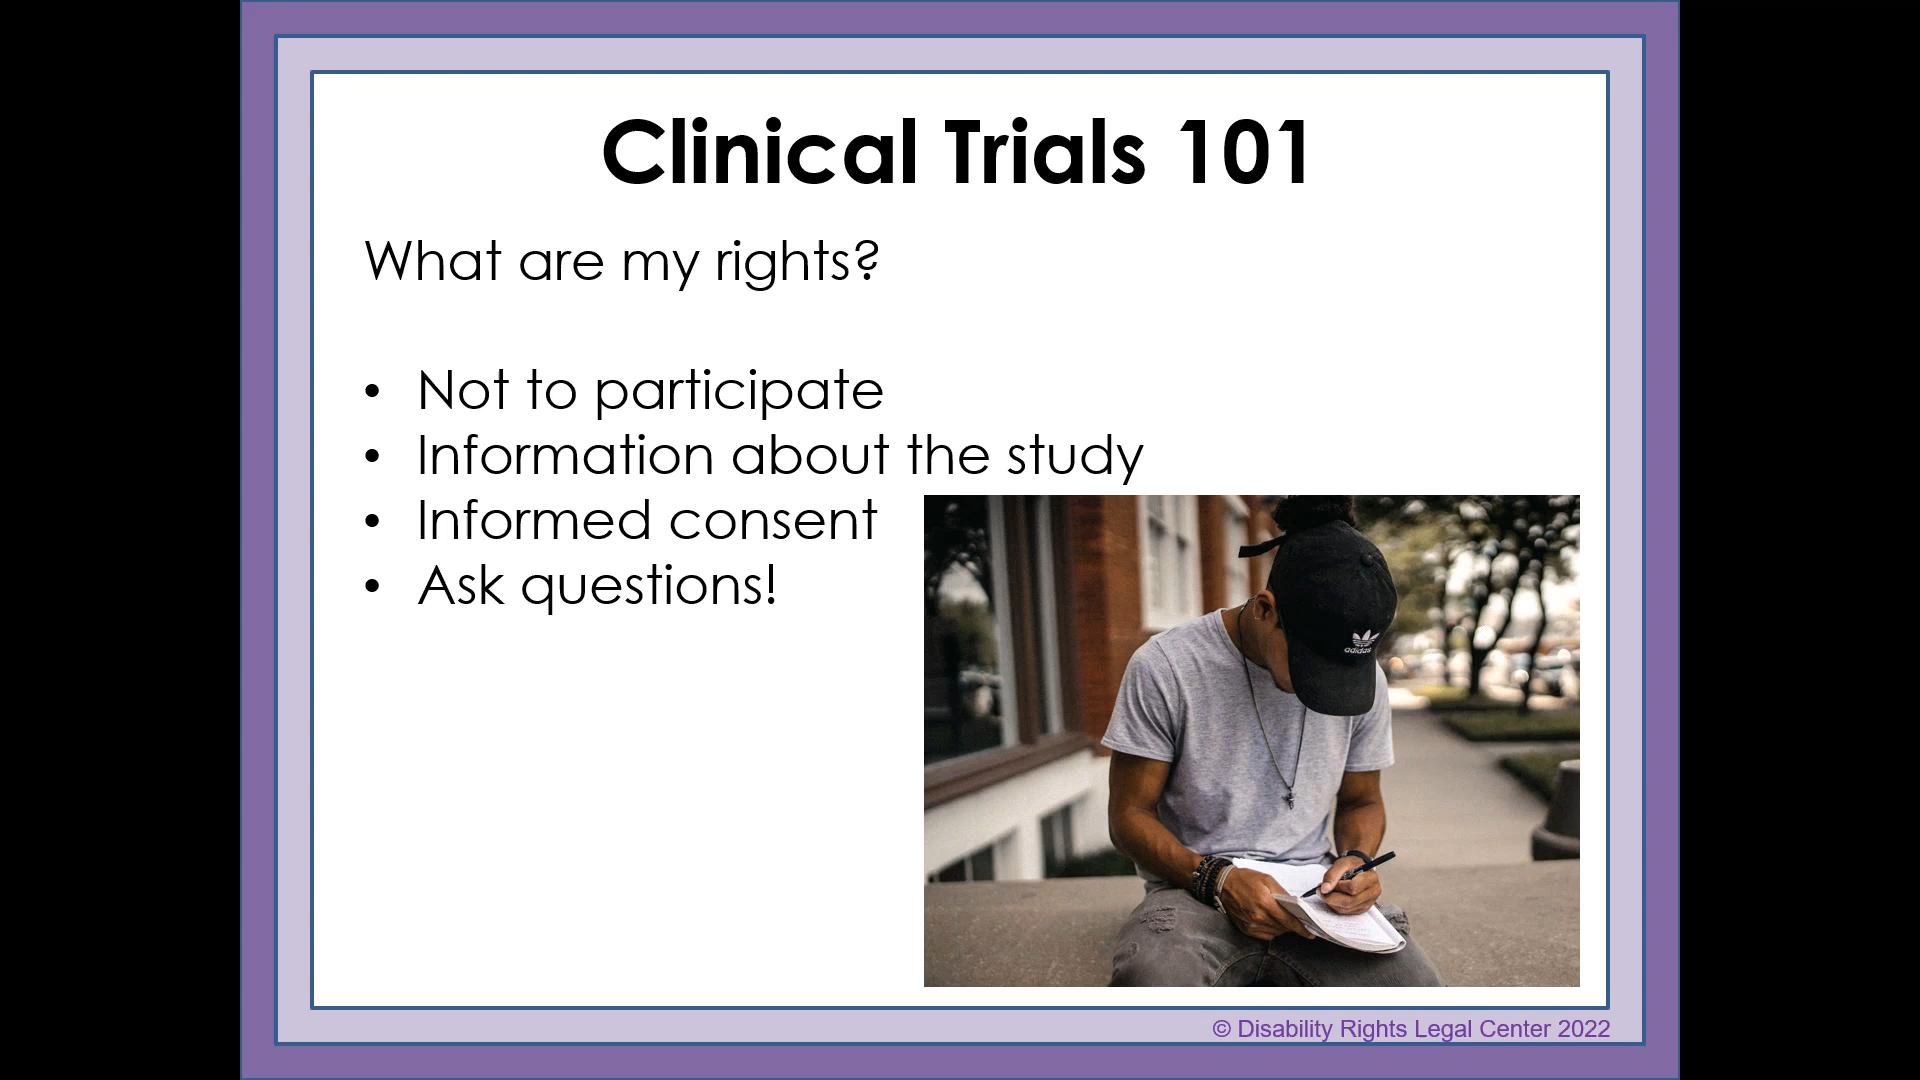 Clinical Trials 101
What are my rights?
• Not to participate
• Information about the study
• Informed consent
• Ask questions!
adidas
© Disability Rights Legal Center 2022